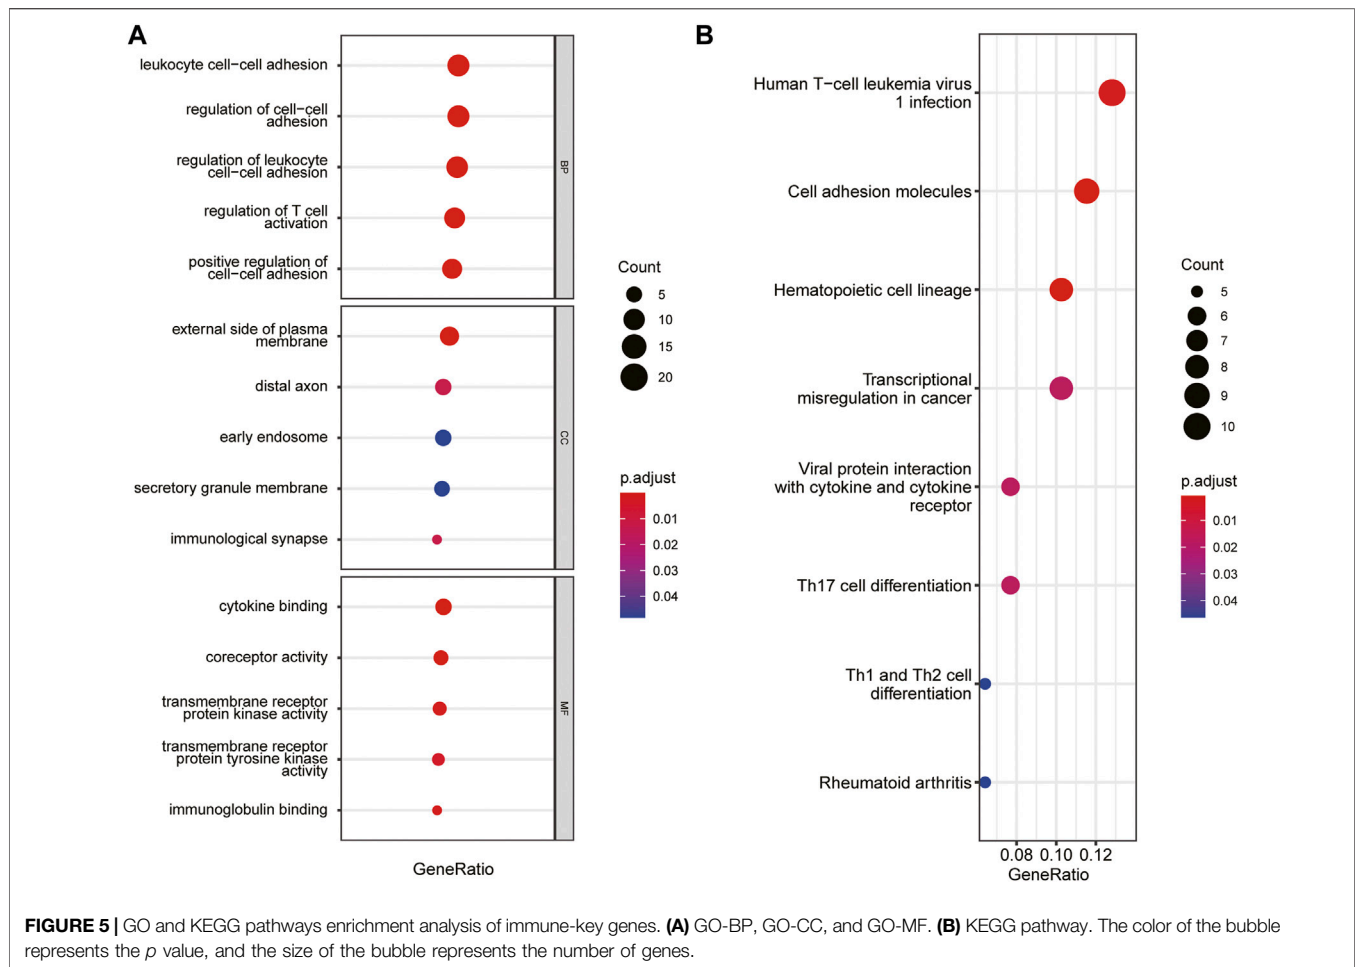 A
leukocyte cell−cell adhesion
regulation of cell−cell
adhesion
regulation of leukocyte
cell−cell adhesion
regulation of T cell
activation
positive regulation of
cell−cell adhesion
BP
external side of plasma
membrane
distal axon
early endosome
secretory granule membrane
immunological synapse
CC
cytokine binding
coreceptor activity
transmembrane receptor
protein kinase activity
transmembrane receptor
protein tyrosine kinase
activity
immunoglobulin binding
MF
GeneRatio
Count
5
10
15
20
p.adjust
0.01
0.02
0.03
0.04
B
Human T−cell leukemia virus
1 infection
Cell adhesion molecules
Hematopoietic cell lineage
Transcriptional
misregulation in cancer
Viral protein interaction
with cytokine and cytokine
receptor
Th17 cell differentiation
Th1 and Th2 cell
differentiation
Rheumatoid arthritis
0.08 0.10 0.12
GeneRatio
Count
5
6
7
8
9
10
p.adjust
0.01
0.02
0.03
0.04
FIGURE 5 | GO and KEGG pathways enrichment analysis of immune-key genes. (A) GO-BP, GO-CC, and GO-MF. (B) KEGG pathway. The color of the bubble
represents the p value, and the size of the bubble represents the number of genes.